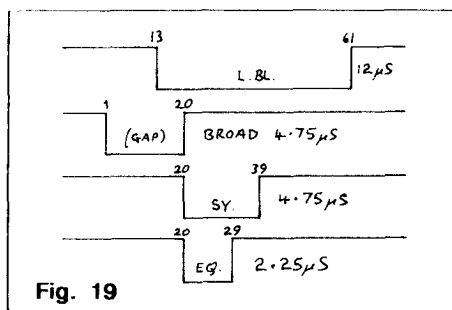 13 61
L.BL. 12µS
1 20
(GAP) BROAD 4.75µS
20 39
SY. 4.75µS
20 29
EQ. 2.25µS
Fig. 19